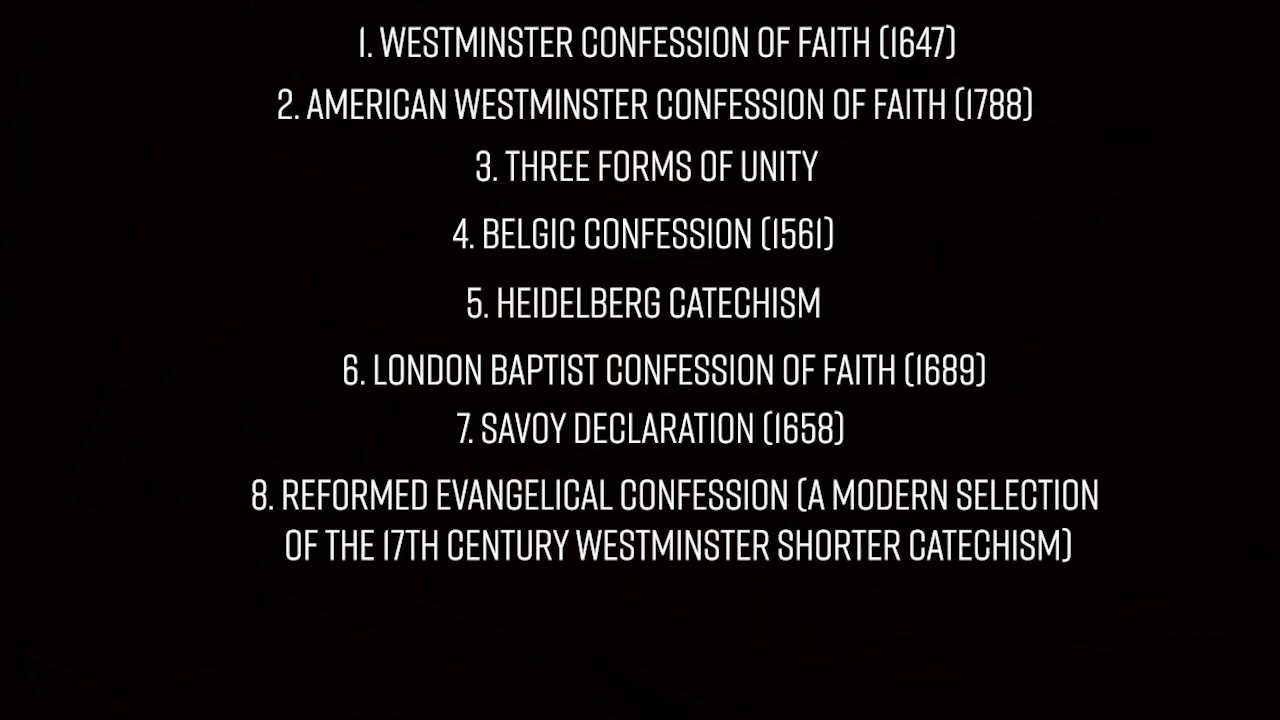 1. WESTMINSTER CONFESSION OF FAITH (1647)
2. AMERICAN WESTMINSTER CONFESSION OF FAITH (1788)
3. THREE FORMS OF UNITY
4. BELGIC CONFESSION (1561)
5. HEIDELBERG CATECHISM
6. LONDON BAPTIST CONFESSION OF FAITH (1689)
7. SAVOY DECLARATION (1658)
8. REFORMED EVANGELICAL CONFESSION (A MODERN SELECTION
OF THE 17TH CENTURY WESTMINSTER SHORTER CATECHISM)